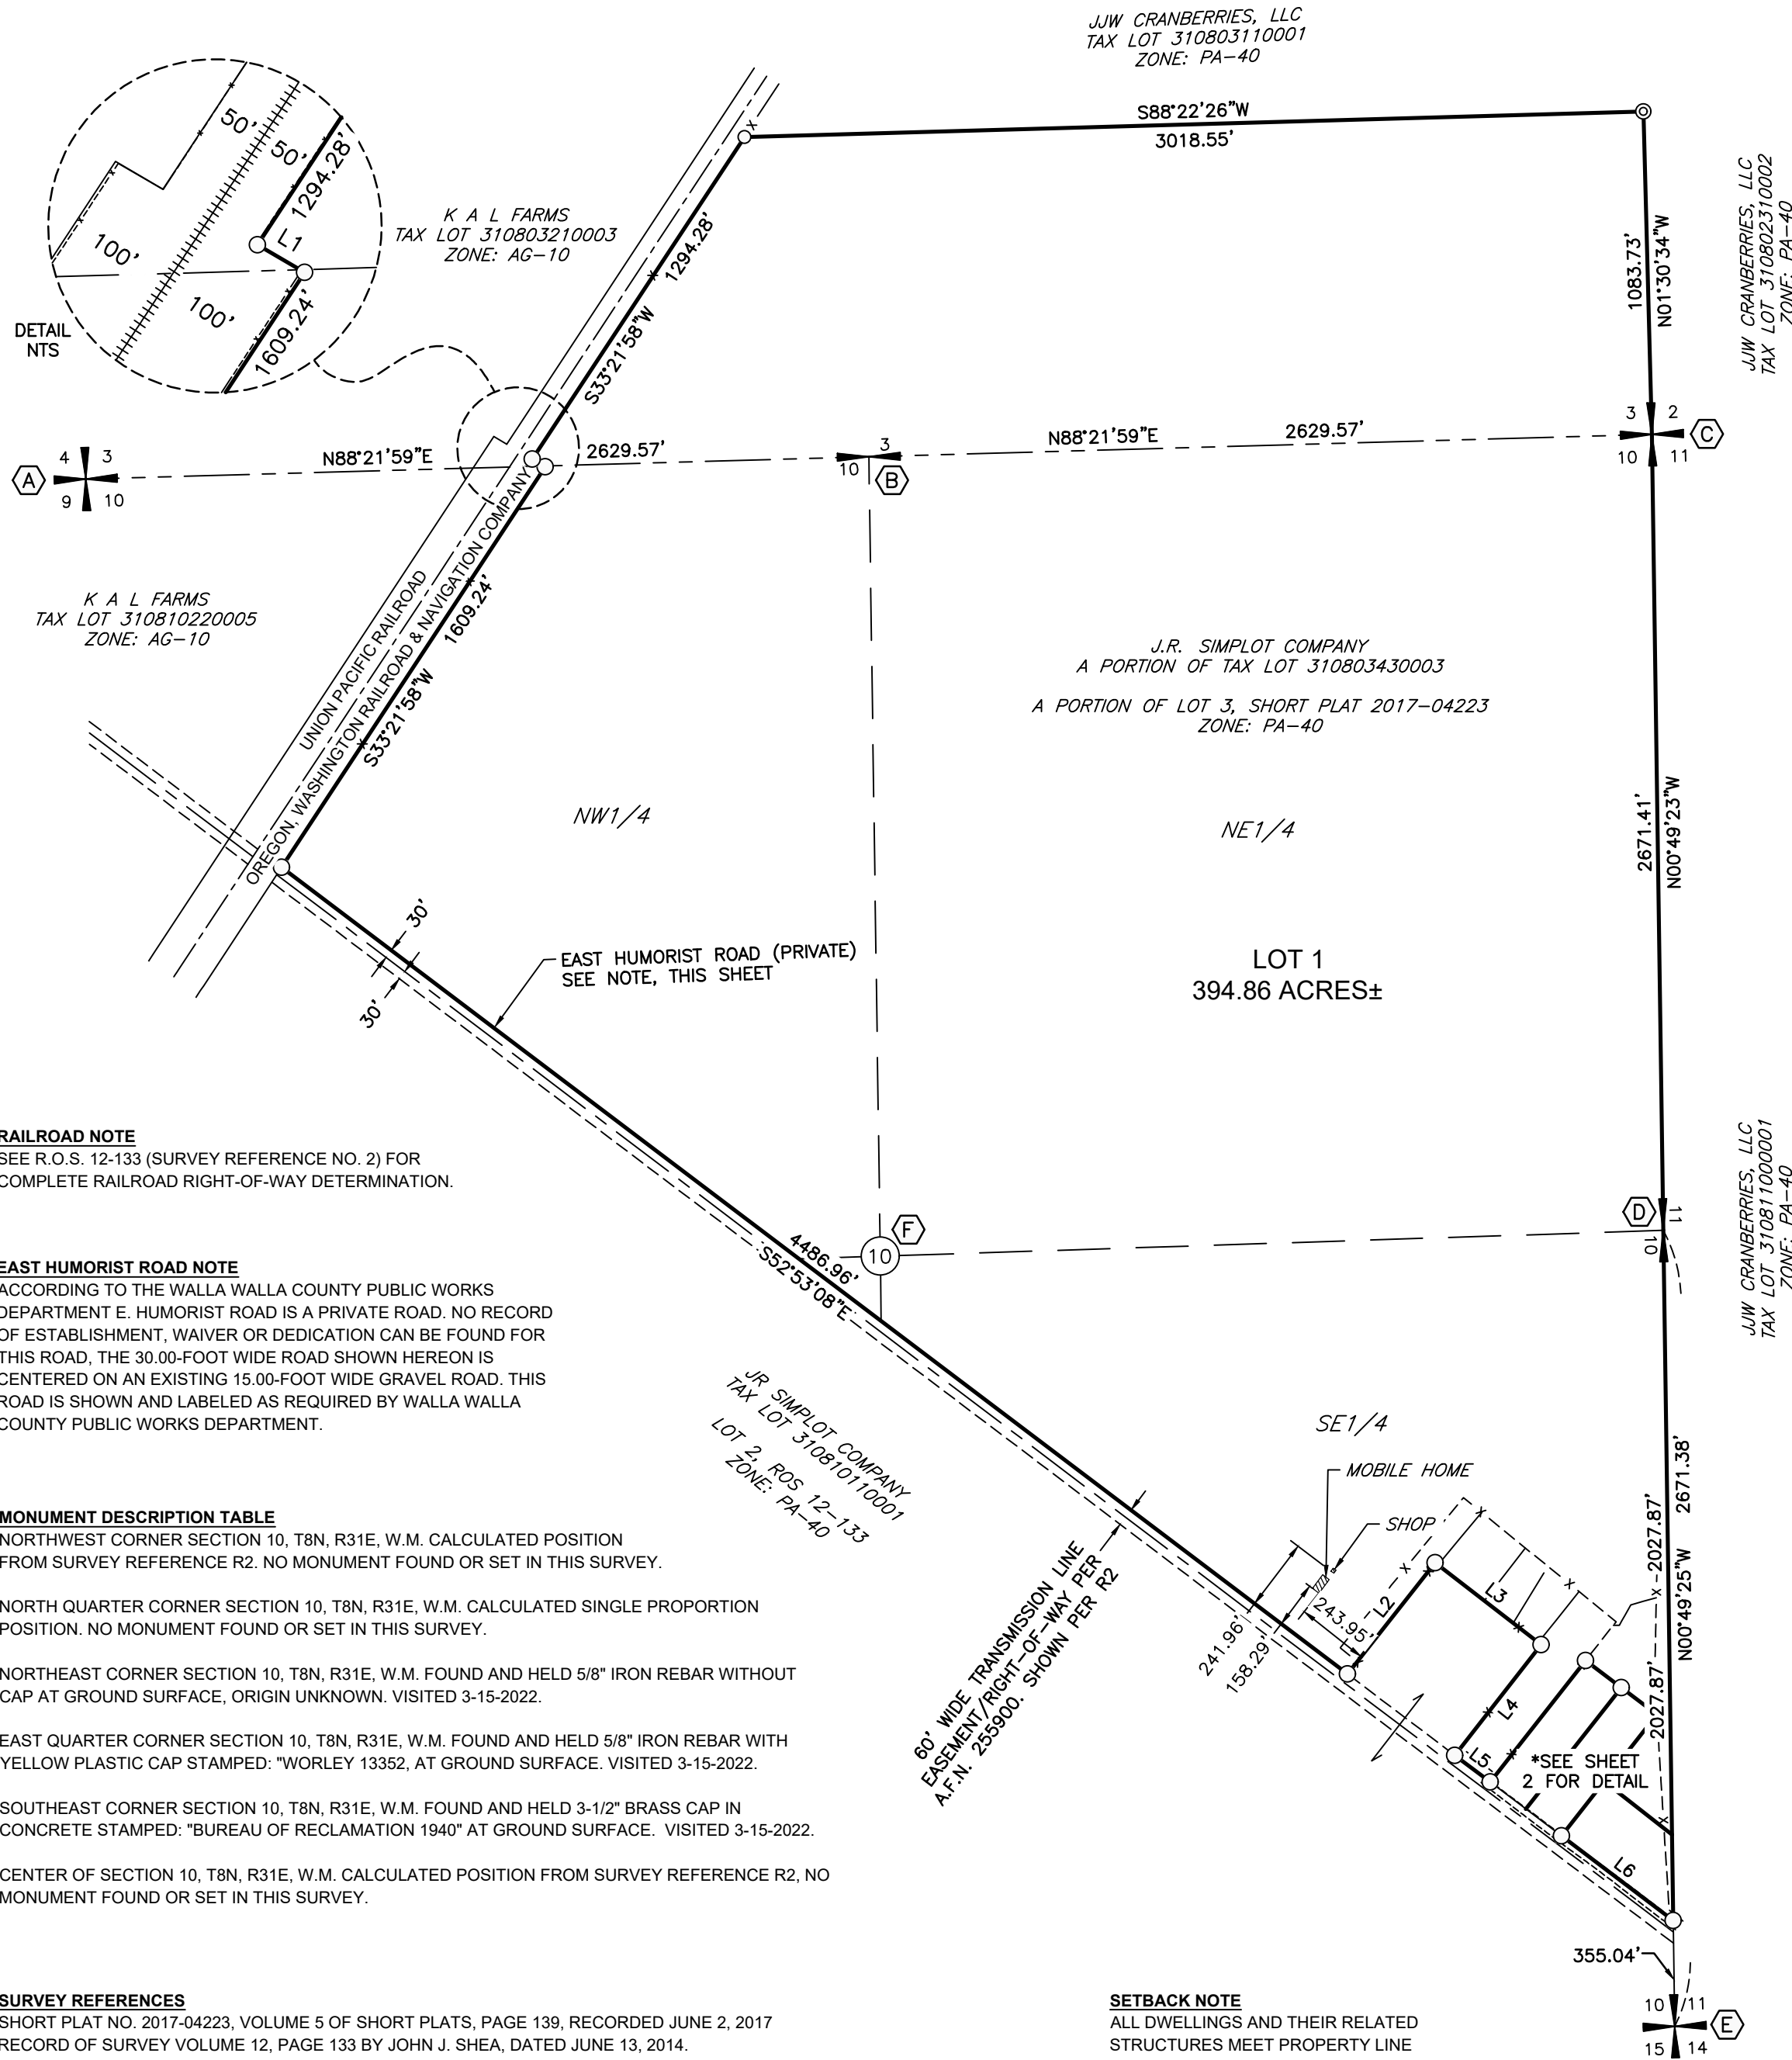 JJW CRANBERRIES, LLC
TAX LOT 310803110001
ZONE: PA-40
S88°22'26"W
3018.55'
50'
50'
1294.28'
L1
100'
100'
1609.24'
DETAIL
NTS
K A L FARMS
TAX LOT 310803210003
ZONE: AG-10
1294.28'
S33°21'58"W
1083.73'
N01°30'34"W
JJW CRANBERRIES, LLC
TAX LOT 310802310002
ZONE: PA-40
A
4 3
9 10
N88°21'59"E
2629.57'
3
10
B
N88°21'59"E
2629.57'
3 2
10 11
C
K A L FARMS
TAX LOT 310810220005
ZONE: AG-10
UNION PACIFIC RAILROAD
OREGON, WASHINGTON RAILROAD & NAVIGATION COMPANY
1609.24'
S33°21'58"W
J.R. SIMPLOT COMPANY
A PORTION OF TAX LOT 310803430003
A PORTION OF LOT 3, SHORT PLAT 2017-04223
ZONE: PA-40
NW1/4
NE1/4
2671.41'
N00°49'23"W
30'
30'
EAST HUMORIST ROAD (PRIVATE)
SEE NOTE, THIS SHEET
LOT 1
394.86 ACRES±
RAILROAD NOTE
SEE R.O.S. 12-133 (SURVEY REFERENCE NO. 2) FOR
COMPLETE RAILROAD RIGHT-OF-WAY DETERMINATION.
F
10
D
11
10
JJW CRANBERRIES, LLC
TAX LOT 310811000001
ZONE: PA-40
4486.96'
S52°53'08"E
EAST HUMORIST ROAD NOTE
ACCORDING TO THE WALLA WALLA COUNTY PUBLIC WORKS
DEPARTMENT E. HUMORIST ROAD IS A PRIVATE ROAD. NO RECORD
OF ESTABLISHMENT, WAIVER OR DEDICATION CAN BE FOUND FOR
THIS ROAD, THE 30.00-FOOT WIDE ROAD SHOWN HEREON IS
CENTERED ON AN EXISTING 15.00-FOOT WIDE GRAVEL ROAD. THIS
ROAD IS SHOWN AND LABELED AS REQUIRED BY WALLA WALLA
COUNTY PUBLIC WORKS DEPARTMENT.
JR SIMPLOT COMPANY
TAX LOT 310810110001
LOT 2, ROS 12-133
ZONE: PA-40
SE1/4
MOBILE HOME
SHOP
2671.38'
N00°49'25"W
2027.87'
2027.87'
MONUMENT DESCRIPTION TABLE
NORTHWEST CORNER SECTION 10, T8N, R31E, W.M. CALCULATED POSITION
FROM SURVEY REFERENCE R2. NO MONUMENT FOUND OR SET IN THIS SURVEY.
NORTH QUARTER CORNER SECTION 10, T8N, R31E, W.M. CALCULATED SINGLE PROPORTION
POSITION. NO MONUMENT FOUND OR SET IN THIS SURVEY.
NORTHEAST CORNER SECTION 10, T8N, R31E, W.M. FOUND AND HELD 5/8" IRON REBAR WITHOUT
CAP AT GROUND SURFACE, ORIGIN UNKNOWN. VISITED 3-15-2022.
EAST QUARTER CORNER SECTION 10, T8N, R31E, W.M. FOUND AND HELD 5/8" IRON REBAR WITH
YELLOW PLASTIC CAP STAMPED: "WORLEY 13352, AT GROUND SURFACE. VISITED 3-15-2022.
SOUTHEAST CORNER SECTION 10, T8N, R31E, W.M. FOUND AND HELD 3-1/2" BRASS CAP IN
CONCRETE STAMPED: "BUREAU OF RECLAMATION 1940" AT GROUND SURFACE. VISITED 3-15-2022.
CENTER OF SECTION 10, T8N, R31E, W.M. CALCULATED POSITION FROM SURVEY REFERENCE R2, NO
MONUMENT FOUND OR SET IN THIS SURVEY.
60' WIDE TRANSMISSION LINE
EASEMENT/RIGHT-OF-WAY PER
A.F.N. 255900. SHOWN PER R2
241.96'
158.29'
243.95'
L2
L3
L4
L5
*SEE SHEET
2 FOR DETAIL
L6
355.04'
10 11
15 14
E
SURVEY REFERENCES
SHORT PLAT NO. 2017-04223, VOLUME 5 OF SHORT PLATS, PAGE 139, RECORDED JUNE 2, 2017
RECORD OF SURVEY VOLUME 12, PAGE 133 BY JOHN J. SHEA, DATED JUNE 13, 2014.
SETBACK NOTE
ALL DWELLINGS AND THEIR RELATED
STRUCTURES MEET PROPERTY LINE